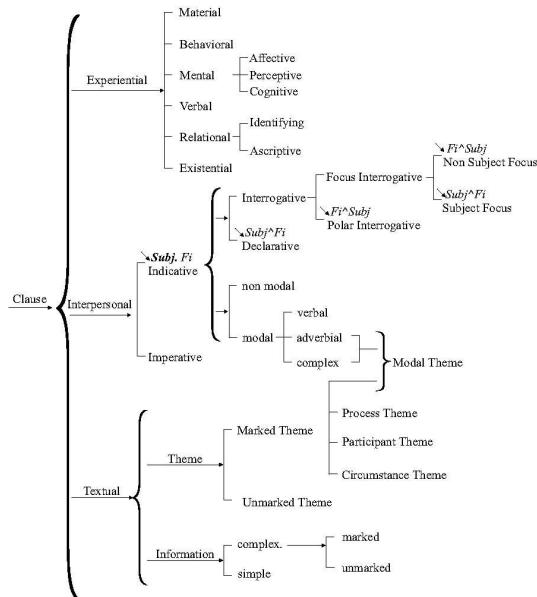 Material
Behavioral
Experiential
Mental
Affective
Perceptive
Cognitive
Verbal
Relational
Identifying
Ascriptive
Existential
Clause
Interpersonal
Subj. Fi
Indicative
Interrogative
Focus Interrogative
Fi^Subj
Non Subject Focus
Subj^Fi
Subject Focus
Fi^Subj
Polar Interrogative
Subj^Fi
Declarative
non modal
modal
verbal
adverbial
complex
Modal Theme
Imperative
Textual
Theme
Marked Theme
Process Theme
Participant Theme
Circumstance Theme
Unmarked Theme
Information
complex.
marked
unmarked
simple